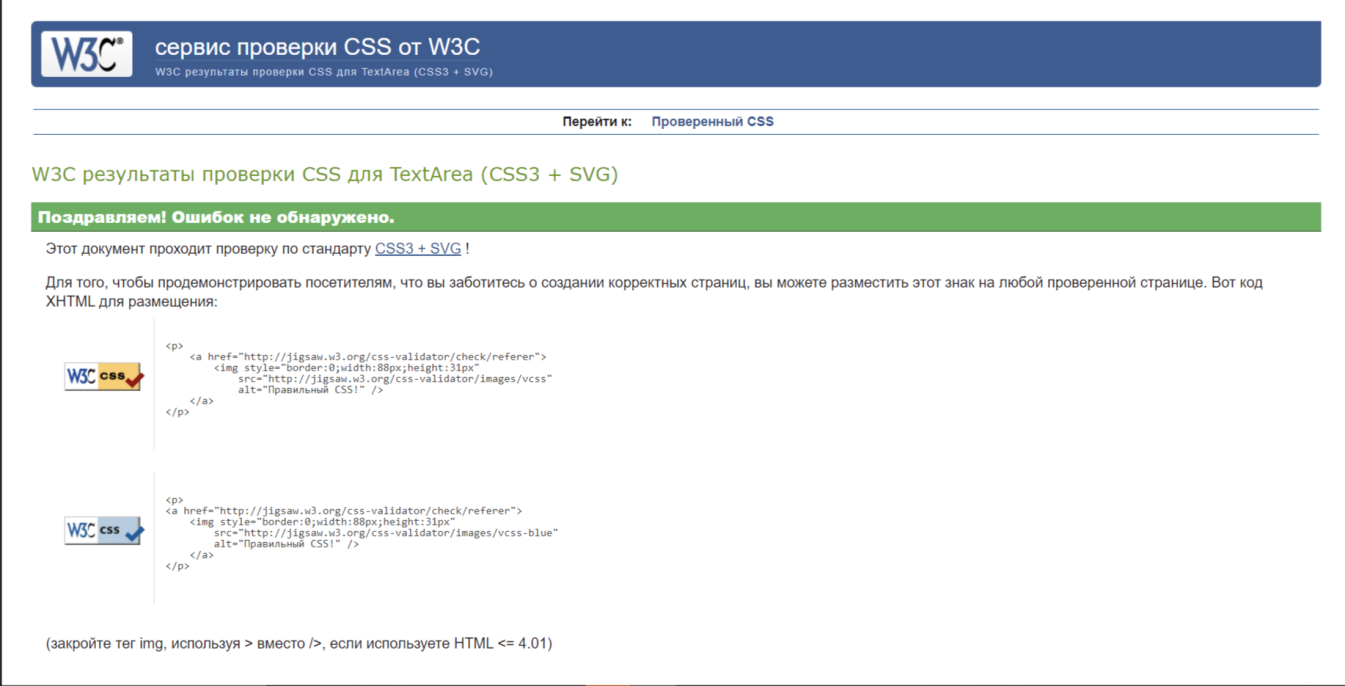 W3C®
сервис проверки CSS от W3C
W3C результаты проверки CSS для TextArea (CSS3 + SVG)
Перейти к: Проверенный CSS
W3C результаты проверки CSS для TextArea (CSS3 + SVG)
Поздравляем! Ошибок не обнаружено.
Этот документ проходит проверку по стандарту CSS3 + SVG !
Для того, чтобы продемонстрировать посетителям, что вы заботитесь о создании корректных страниц, вы можете разместить этот знак на любой проверенной странице. Вот код
XHTML для размещения:
W3C css
<p>
<a href="http://jigsaw.w3.org/css-validator/check/referer">
<img style="border:0;width:88px;height:31px"
src="http://jigsaw.w3.org/css-validator/images/vcss"
alt="Правильный CSS!" />
</a>
</p>
W3C css
<p>
<a href="http://jigsaw.w3.org/css-validator/check/referer">
<img style="border:0;width:88px;height:31px"
src="http://jigsaw.w3.org/css-validator/images/vcss-blue"
alt="Правильный CSS!" />
</a>
</p>
(закройте тег img, используя > вместо />, если используете HTML <= 4.01)